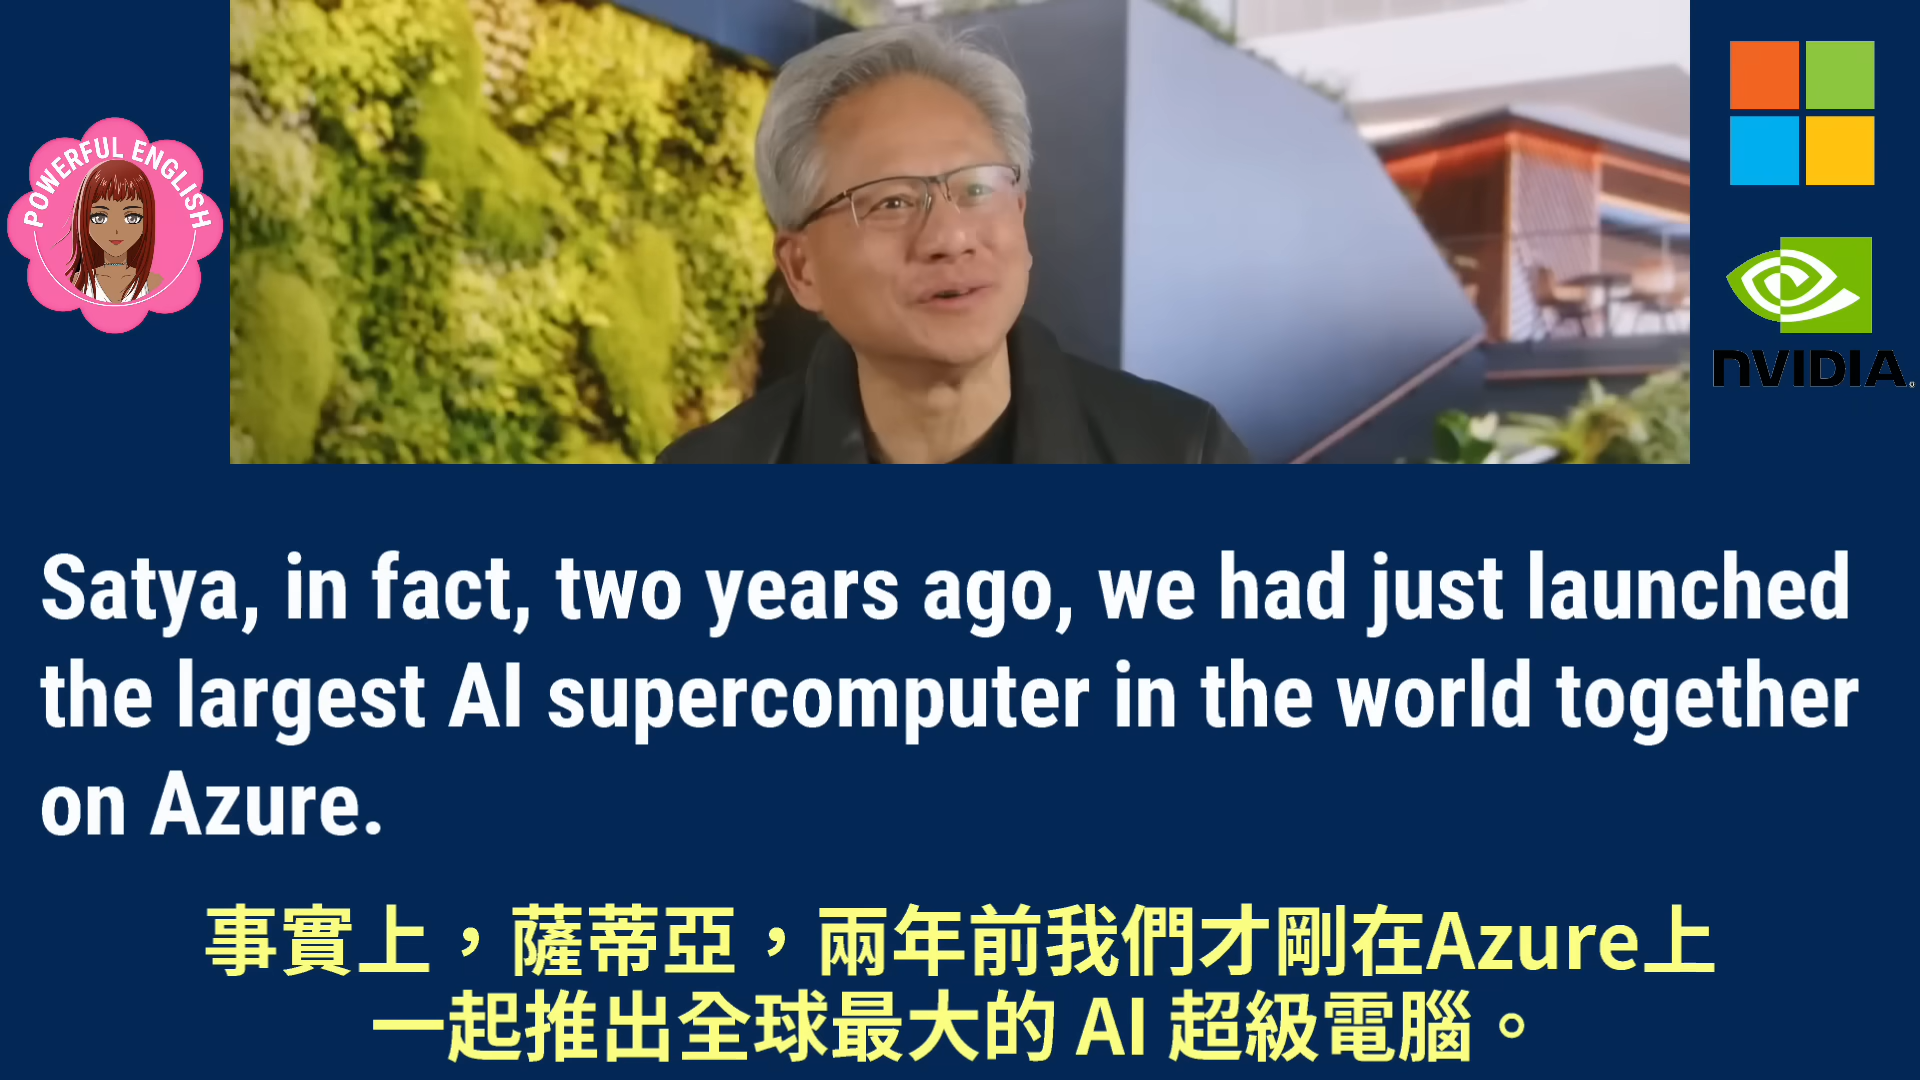 POWERFUL ENGLISH
NVIDIA
Satya, in fact, two years ago, we had just launched
the largest AI supercomputer in the world together
on Azure.
事實上，薩蒂亞，兩年前我們才剛在Azure上
一起推出全球最大的 AI 超級電腦。